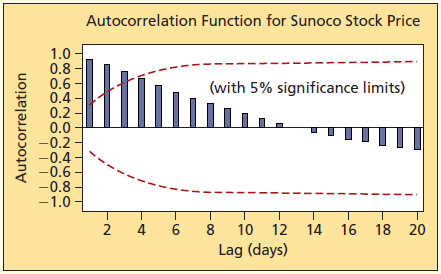 Autocorrelation Function for Sunoco Stock Price
(with 5% significance limits)
Autocorrelation
1.0
0.8
0.6
0.4
0.2
0.0
−0.2
−0.4
−0.6
−0.8
−1.0
2 4 6 8 10 12 14 16 18 20
Lag (days)